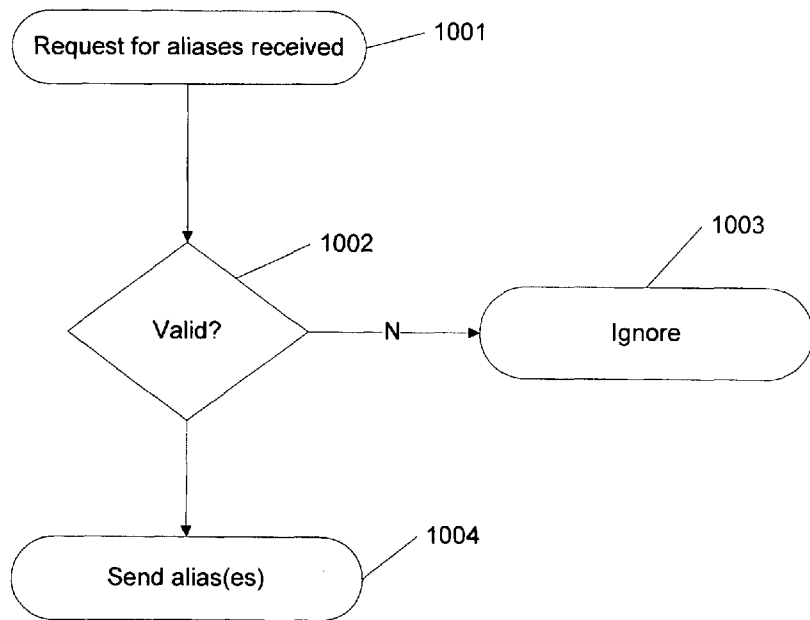 Request for aliases received
1001
1002
1003
Valid?
N
Ignore
1004
Send alias(es)